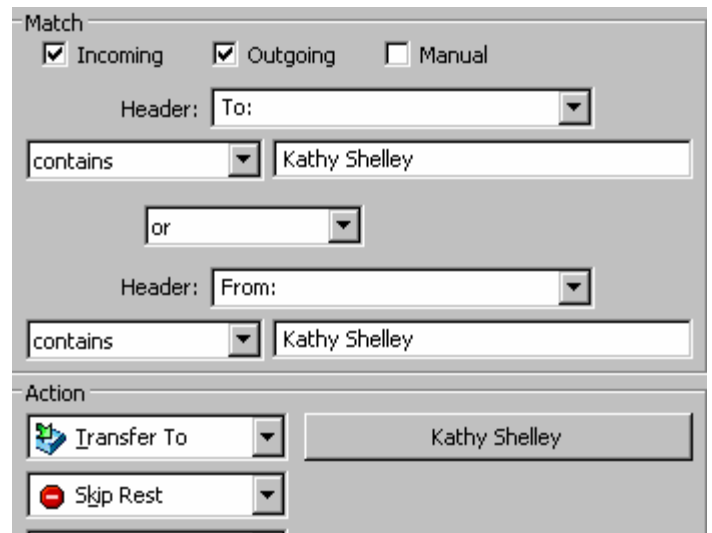 Match
Incoming Outgoing Manual
Header: To:
contains Kathy Shelley
or
Header: From:
contains Kathy Shelley
Action
Transfer To Kathy Shelley
Skip Rest